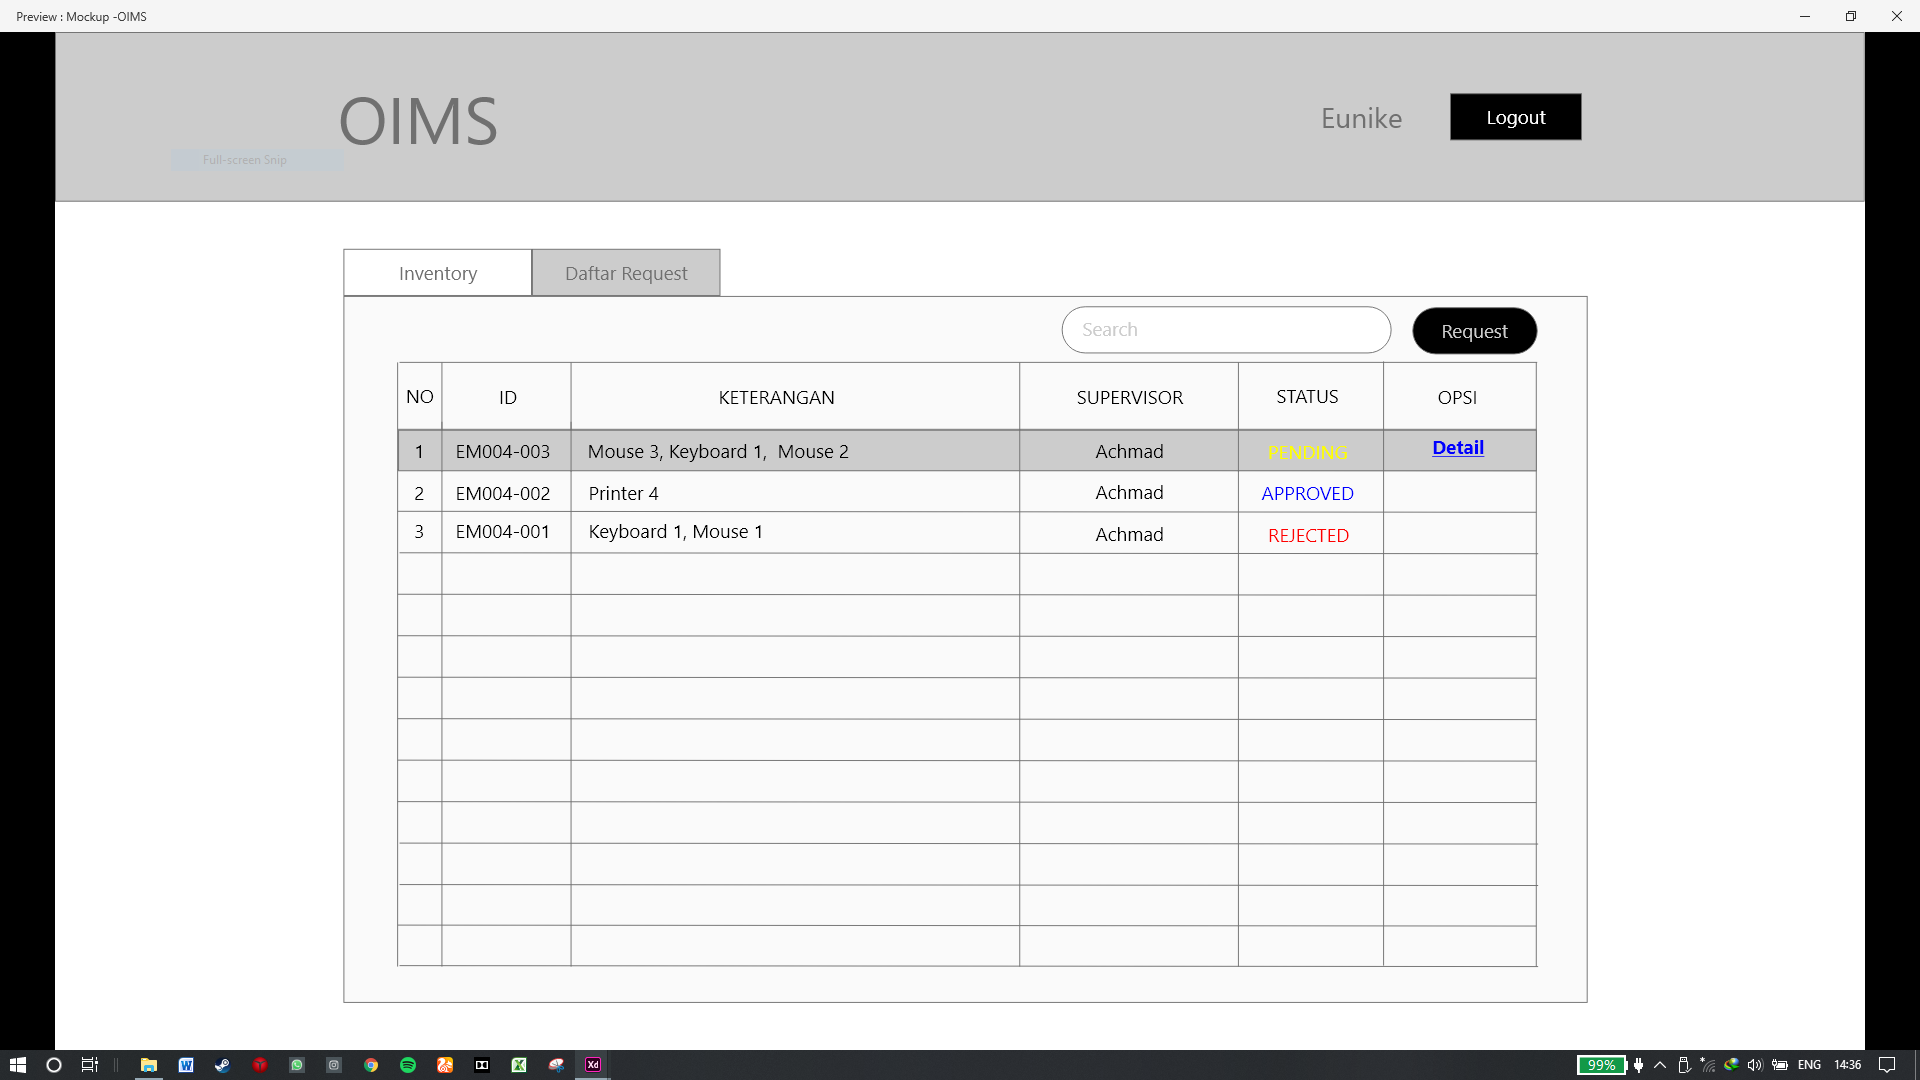 Preview : Mockup -OIMS
OIMS
Eunike
Logout
Full-screen Snip
Inventory
Daftar Request
Search
Request
NO ID KETERANGAN SUPERVISOR STATUS OPSI
1 EM004-003 Mouse 3, Keyboard 1, Mouse 2 Achmad PENDING Detail
2 EM004-002 Printer 4 Achmad APPROVED
3 EM004-001 Keyboard 1, Mouse 1 Achmad REJECTED
99% ENG 14:36